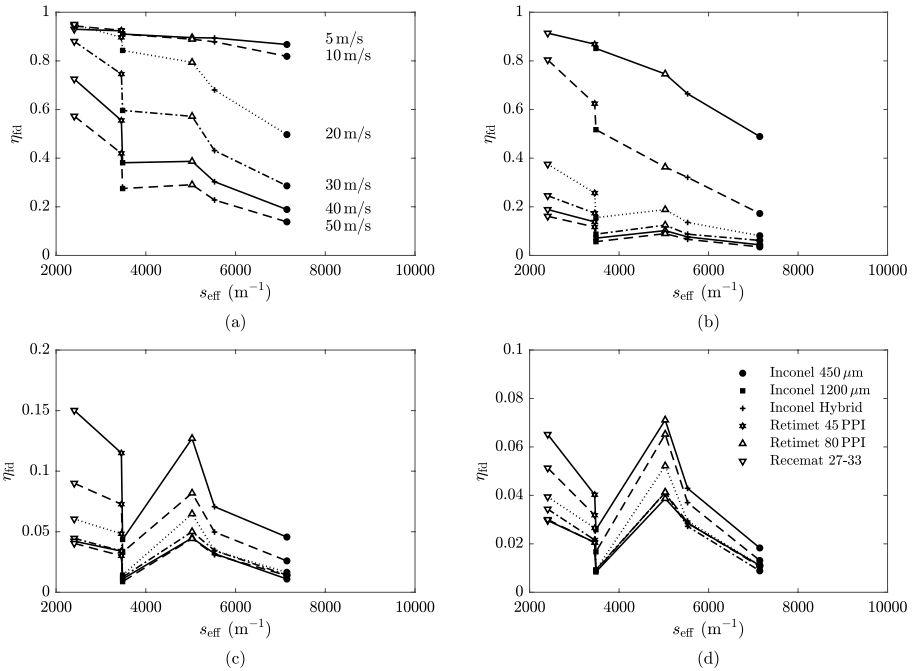 1
0.8
0.6
0.4
0.2
0
η_fd
5 m/s
10 m/s
20 m/s
30 m/s
40 m/s
50 m/s
2000 4000 6000 8000 10000
s_eff (m⁻¹)
(a)
1
0.8
0.6
0.4
0.2
0
η_fd
2000 4000 6000 8000 10000
s_eff (m⁻¹)
(b)
0.2
0.15
0.1
0.05
0
η_fd
2000 4000 6000 8000 10000
s_eff (m⁻¹)
(c)
0.1
0.08
0.06
0.04
0.02
0
η_fd
Inconel 450 μm
Inconel 1200 μm
Inconel Hybrid
Retimet 45 PPI
Retimet 80 PPI
Recemat 27-33
2000 4000 6000 8000 10000
s_eff (m⁻¹)
(d)